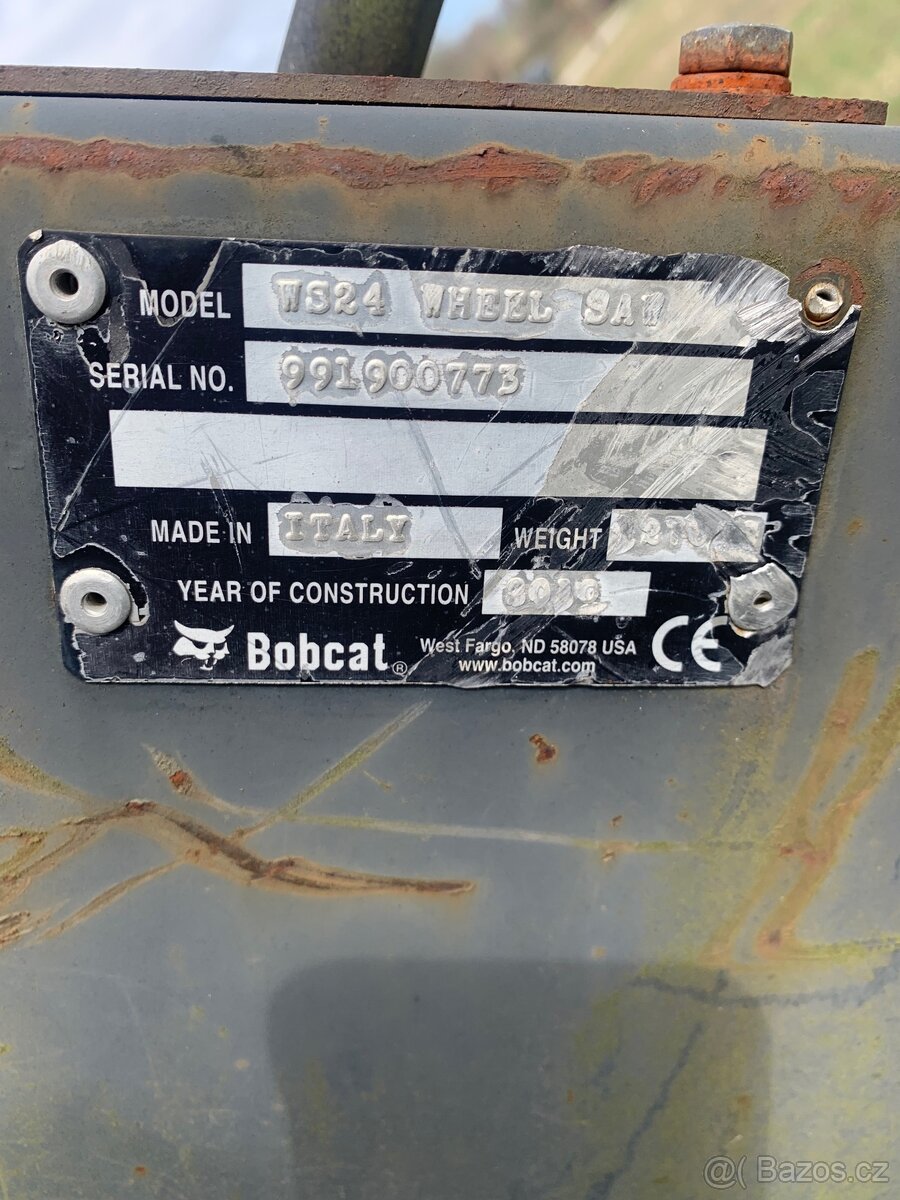 MODEL WS24 WHEEL SAW
SERIAL NO. 991900773
MADE IN ITALY WEIGHT
YEAR OF CONSTRUCTION
Bobcat® West Fargo, ND 58078 USA CE
www.bobcat.com
@ Bazos.cz